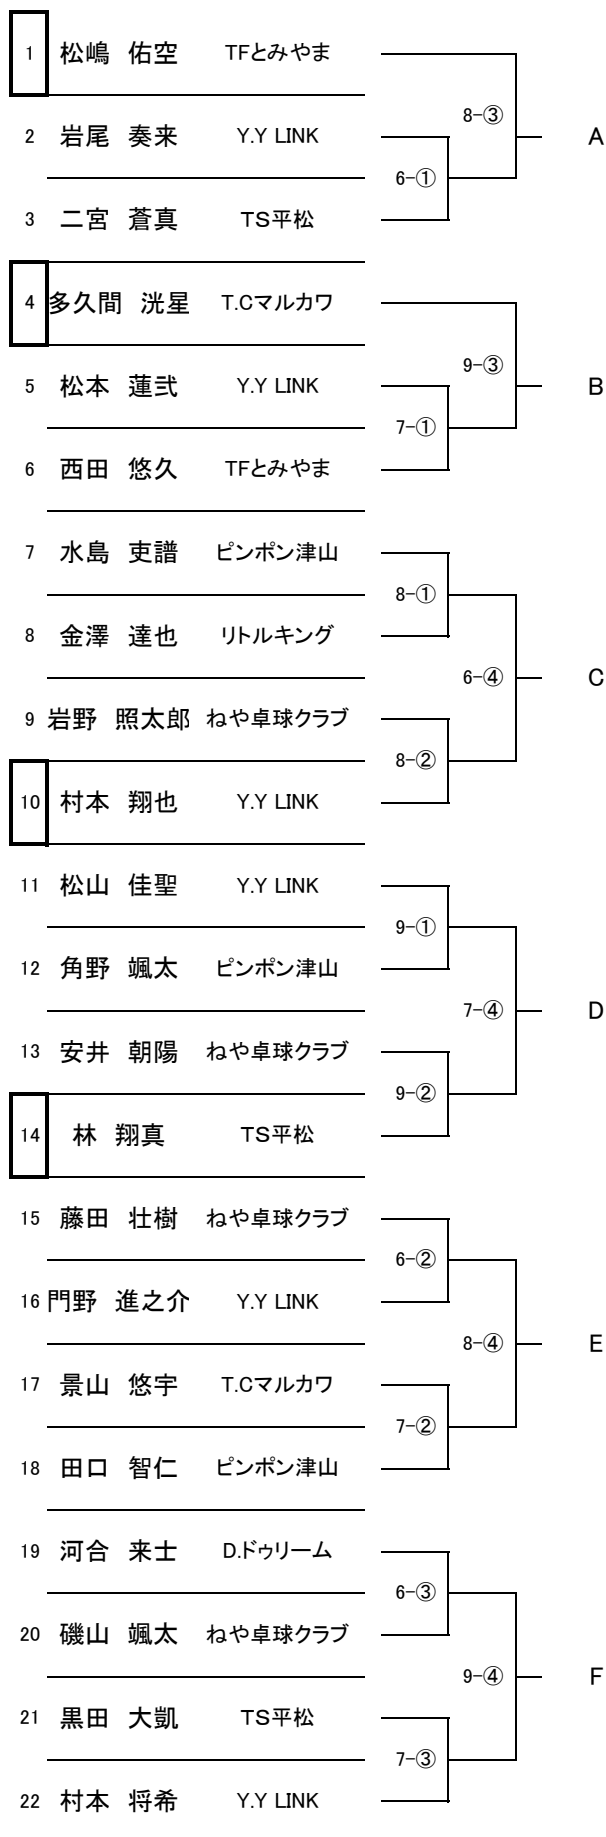 1 松嶋 佑空 TFとみやま
8-③ A
2 岩尾 奏来 Y.Y LINK
6-①
3 二宮 蒼真 TS平松
4 多久間 洸星 T.Cマルカワ
9-③ B
5 松本 蓮弐 Y.Y LINK
7-①
6 西田 悠久 TFとみやま
7 水島 吏譜 ピンポン津山
8-①
8 金澤 達也 リトルキング
6-④ C
9 岩野 照太郎 ねや卓球クラブ
8-②
10 村本 翔也 Y.Y LINK
11 松山 佳聖 Y.Y LINK
9-①
12 角野 颯太 ピンポン津山
7-④ D
13 安井 朝陽 ねや卓球クラブ
9-②
14 林 翔真 TS平松
15 藤田 壮樹 ねや卓球クラブ
6-②
16 門野 進之介 Y.Y LINK
8-④ E
17 景山 悠宇 T.Cマルカワ
7-②
18 田口 智仁 ピンポン津山
19 河合 来士 D.ドゥリーム
6-③
20 磯山 颯太 ねや卓球クラブ
9-④ F
21 黒田 大凱 TS平松
7-③
22 村本 将希 Y.Y LINK